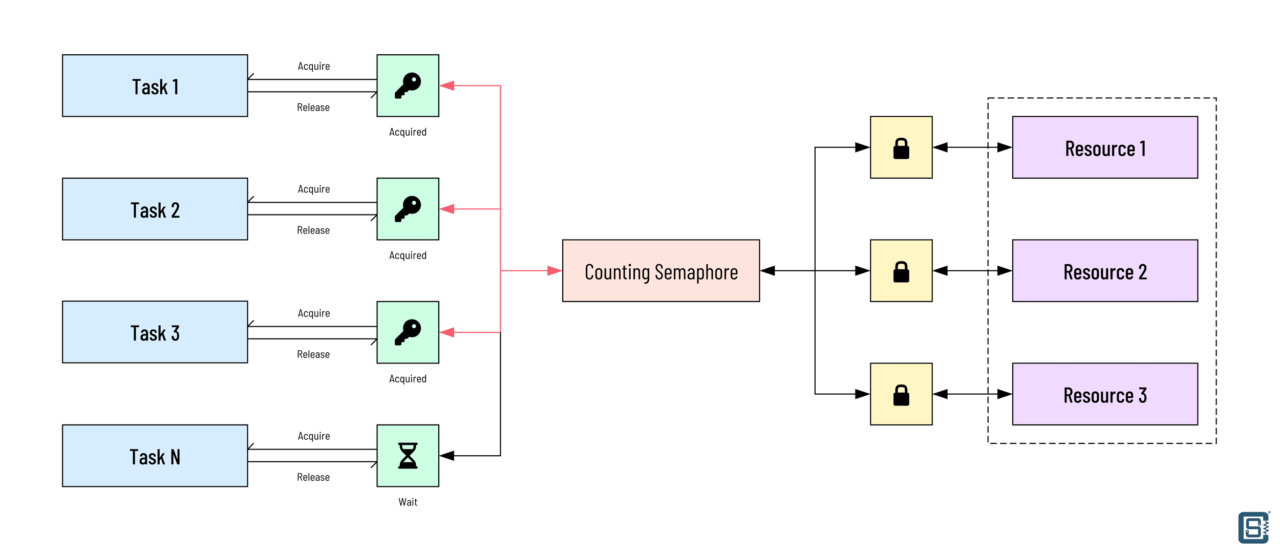 Task 1
Acquire
Release
Acquired
Task 2
Acquire
Release
Acquired
Task 3
Acquire
Release
Acquired
Task N
Acquire
Release
Wait
Counting Semaphore
Resource 1
Resource 2
Resource 3